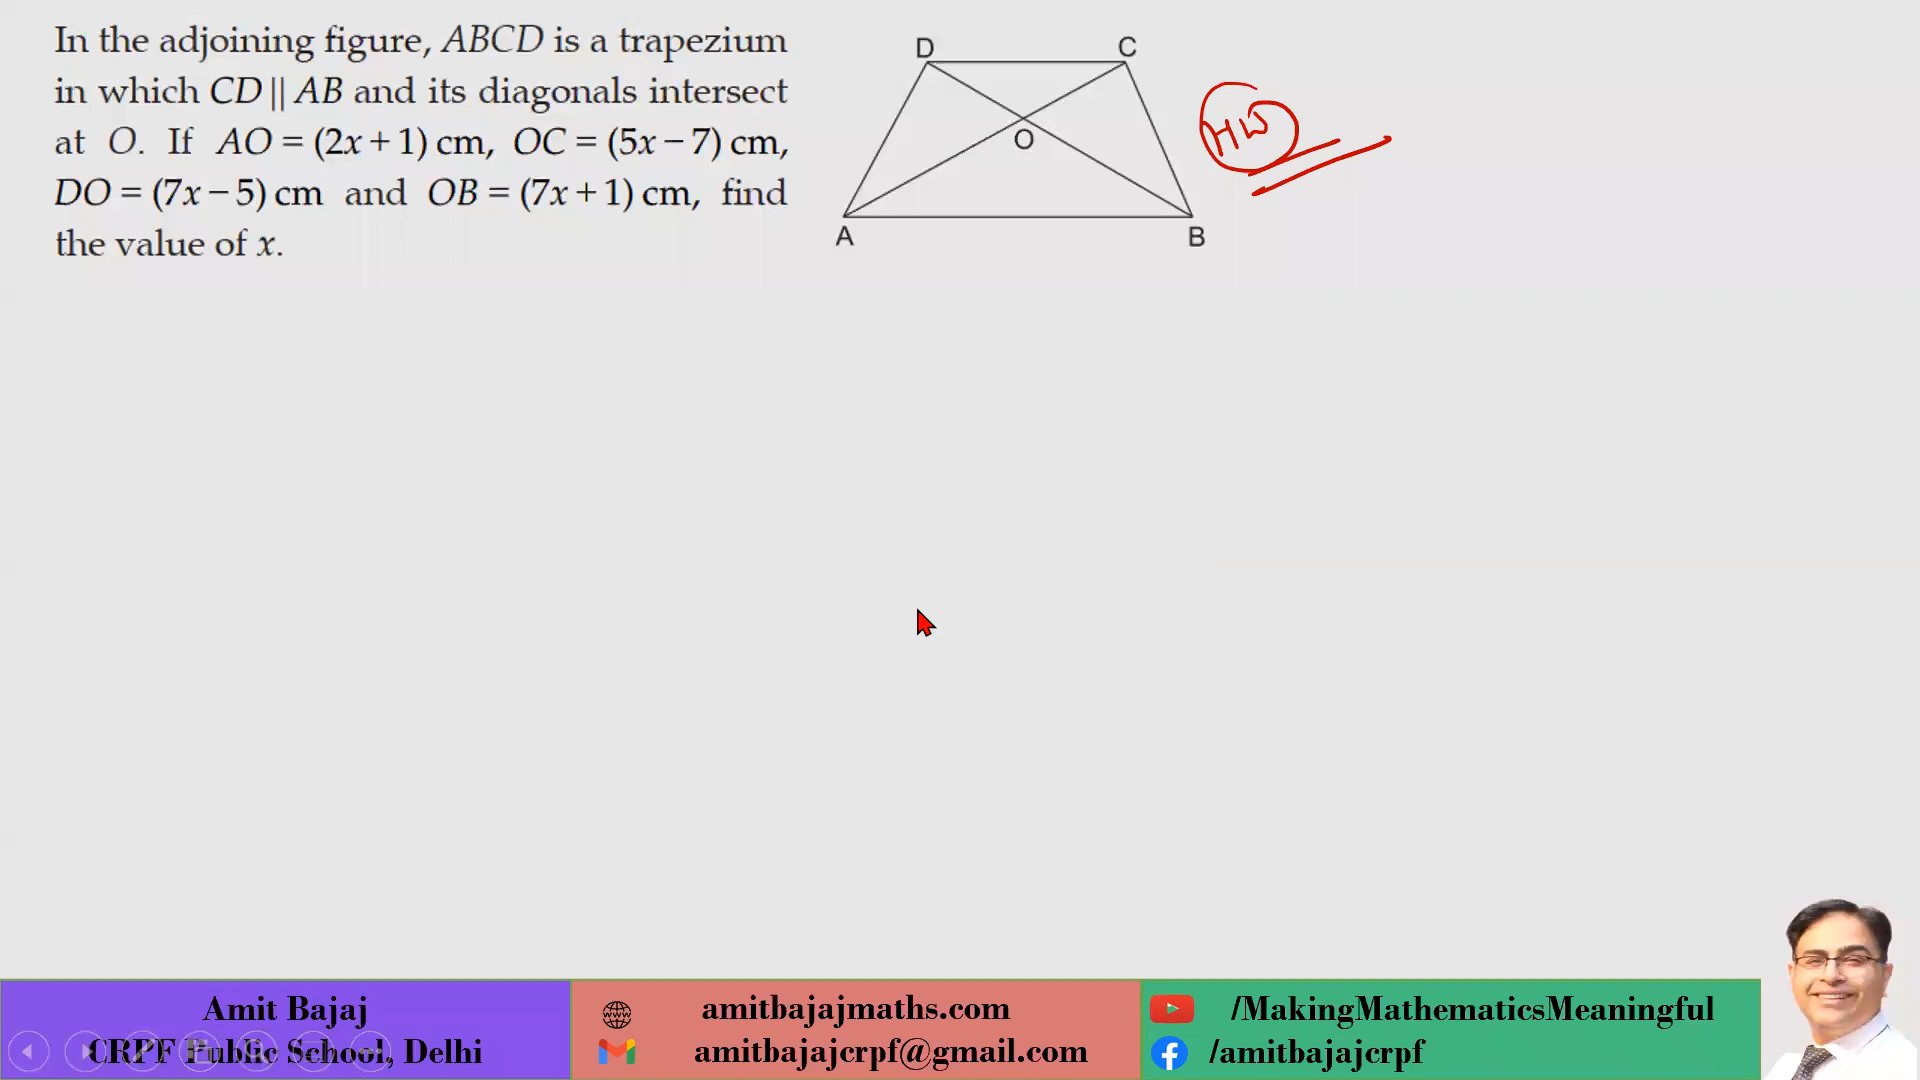 In the adjoining figure, ABCD is a trapezium
in which CD || AB and its diagonals intersect
at O. If AO = (2x + 1) cm, OC = (5x − 7) cm,
DO = (7x − 5) cm and OB = (7x + 1) cm, find
the value of x.
D C
O
A B
HW
Amit Bajaj
CRPF Public School, Delhi
amitbajajmaths.com
amitbajajcrpf@gmail.com
/MakingMathematicsMeaningful
/amitbajajcrpf